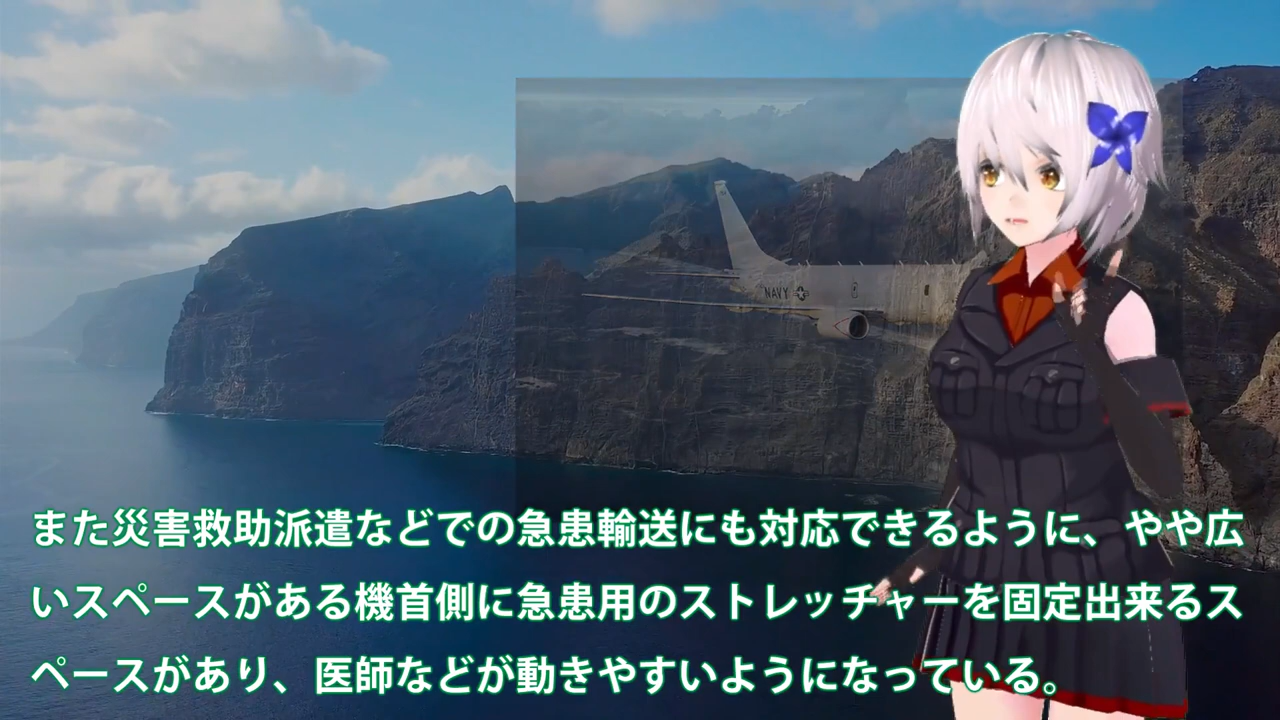 NAVY
また災害救助派遣などでの急患輸送にも対応できるように、やや広
いスペースがある機首側に急患用のストレッチャーを固定出来るス
ペースがあり、医師などが動きやすいようになっている。